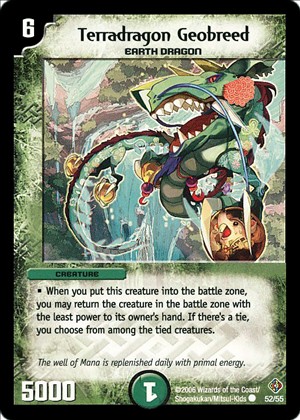 6
Terradragon Geobreed
EARTH DRAGON
CREATURE
▪ When you put this creature into the battle zone,
you may return the creature in the battle zone with
the least power to its owner's hand. If there's a tie,
you choose from among the tied creatures.
The well of Mana is replenished daily with primal energy.
5000
1
©2006 Wizards of the Coast/
Shogakukan/Mitsui-Kids
52/55